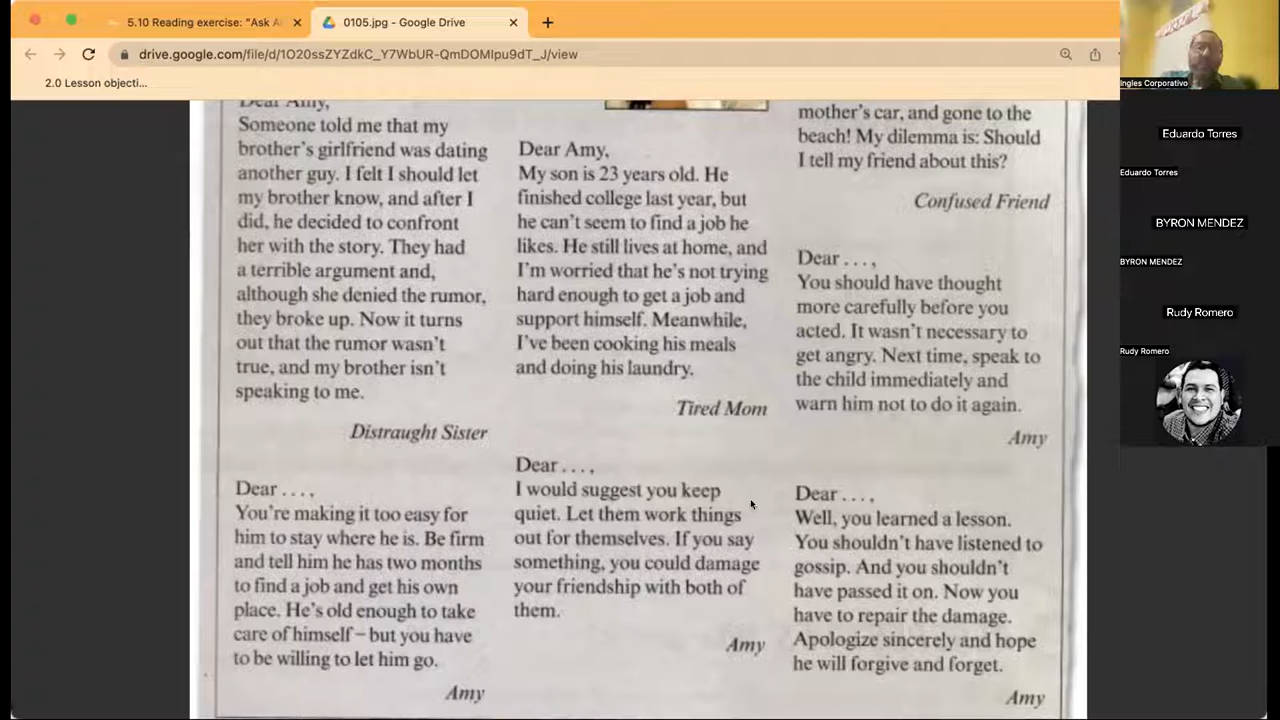 5.10 Reading exercise: "Ask A
0105.jpg - Google Drive
drive.google.com/file/d/1O20ssZYZdkC_Y7WbUR-QmDOMIpu9dT_J/view
2.0 Lesson objecti...
Dear Amy,
Someone told me that my
brother's girlfriend was dating
another guy. I felt I should let
my brother know, and after I
did, he decided to confront
her with the story. They had
a terrible argument and,
although she denied the rumor,
they broke up. Now it turns
out that the rumor wasn't
true, and my brother isn't
speaking to me.
Distraught Sister
Dear . . . ,
You're making it too easy for
him to stay where he is. Be firm
and tell him he has two months
to find a job and get his own
place. He's old enough to take
care of himself – but you have
to be willing to let him go.
Amy
Dear Amy,
My son is 23 years old. He
finished college last year, but
he can't seem to find a job he
likes. He still lives at home, and
I'm worried that he's not trying
hard enough to get a job and
support himself. Meanwhile,
I've been cooking his meals
and doing his laundry.
Tired Mom
Dear . . . ,
I would suggest you keep
quiet. Let them work things
out for themselves. If you say
something, you could damage
your friendship with both of
them.
Amy
mother's car, and gone to the
beach! My dilemma is: Should
I tell my friend about this?
Confused Friend
Dear . . . ,
You should have thought
more carefully before you
acted. It wasn't necessary to
get angry. Next time, speak to
the child immediately and
warn him not to do it again.
Amy
Dear . . . ,
Well, you learned a lesson.
You shouldn't have listened to
gossip. And you shouldn't
have passed it on. Now you
have to repair the damage.
Apologize sincerely and hope
he will forgive and forget.
Amy
Ingles Corporativo
Eduardo Torres
Eduardo Torres
BYRON MENDEZ
BYRON MENDEZ
Rudy Romero
Rudy Romero